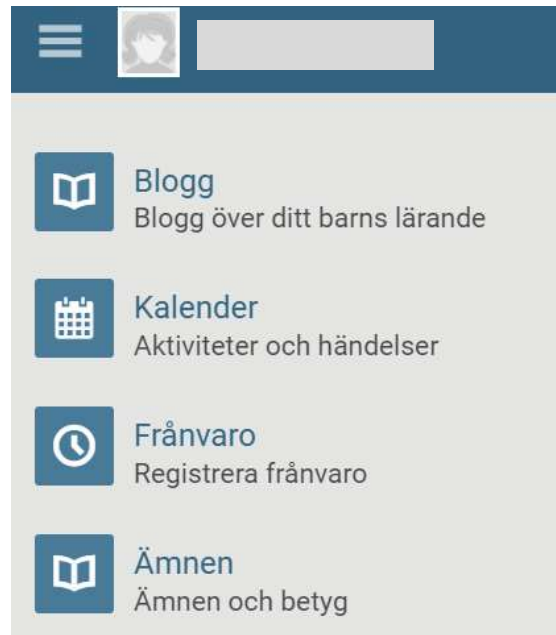 Blogg
Blogg över ditt barns lärande
Kalender
Aktiviteter och händelser
Frånvaro
Registrera frånvaro
Ämnen
Ämnen och betyg